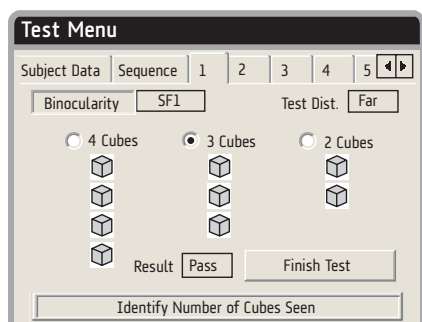 Test Menu
Subject Data Sequence 1 2 3 4 5
Binocularity SF1 Test Dist. Far
4 Cubes 3 Cubes 2 Cubes
Result Pass Finish Test
Identify Number of Cubes Seen